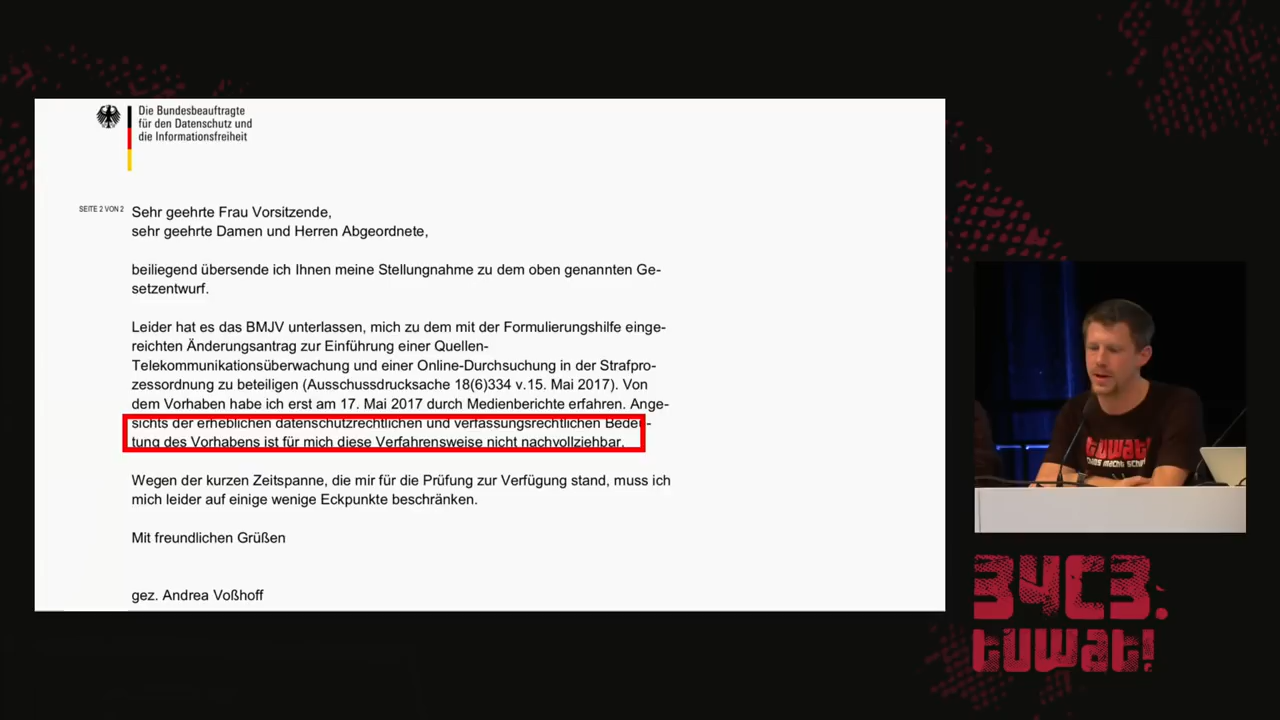 Die Bundesbeauftragte
für den Datenschutz und
die Informationsfreiheit
SEITE 2 VON 2
Sehr geehrte Frau Vorsitzende,
sehr geehrte Damen und Herren Abgeordnete,
beiliegend übersende ich Ihnen meine Stellungnahme zu dem oben genannten Ge-
setzentwurf.
Leider hat es das BMJV unterlassen, mich zu dem mit der Formulierungshilfe einge-
reichten Änderungsantrag zur Einführung einer Quellen-
Telekommunikationsüberwachung und einer Online-Durchsuchung in der Strafpro-
zessordnung zu beteiligen (Ausschussdrucksache 18(6)334 v.15. Mai 2017). Von
dem Vorhaben habe ich erst am 17. Mai 2017 durch Medienberichte erfahren. Ange-
sichts der erheblichen datenschutzrechtlichen und verfassungsrechtlichen Bedeu-
tung des Vorhabens ist für mich diese Verfahrensweise nicht nachvollziehbar.
Wegen der kurzen Zeitspanne, die mir für die Prüfung zur Verfügung stand, muss ich
mich leider auf einige wenige Eckpunkte beschränken.
Mit freundlichen Grüßen
gez. Andrea Voßhoff
tuwat!
34C3.
tuwat!